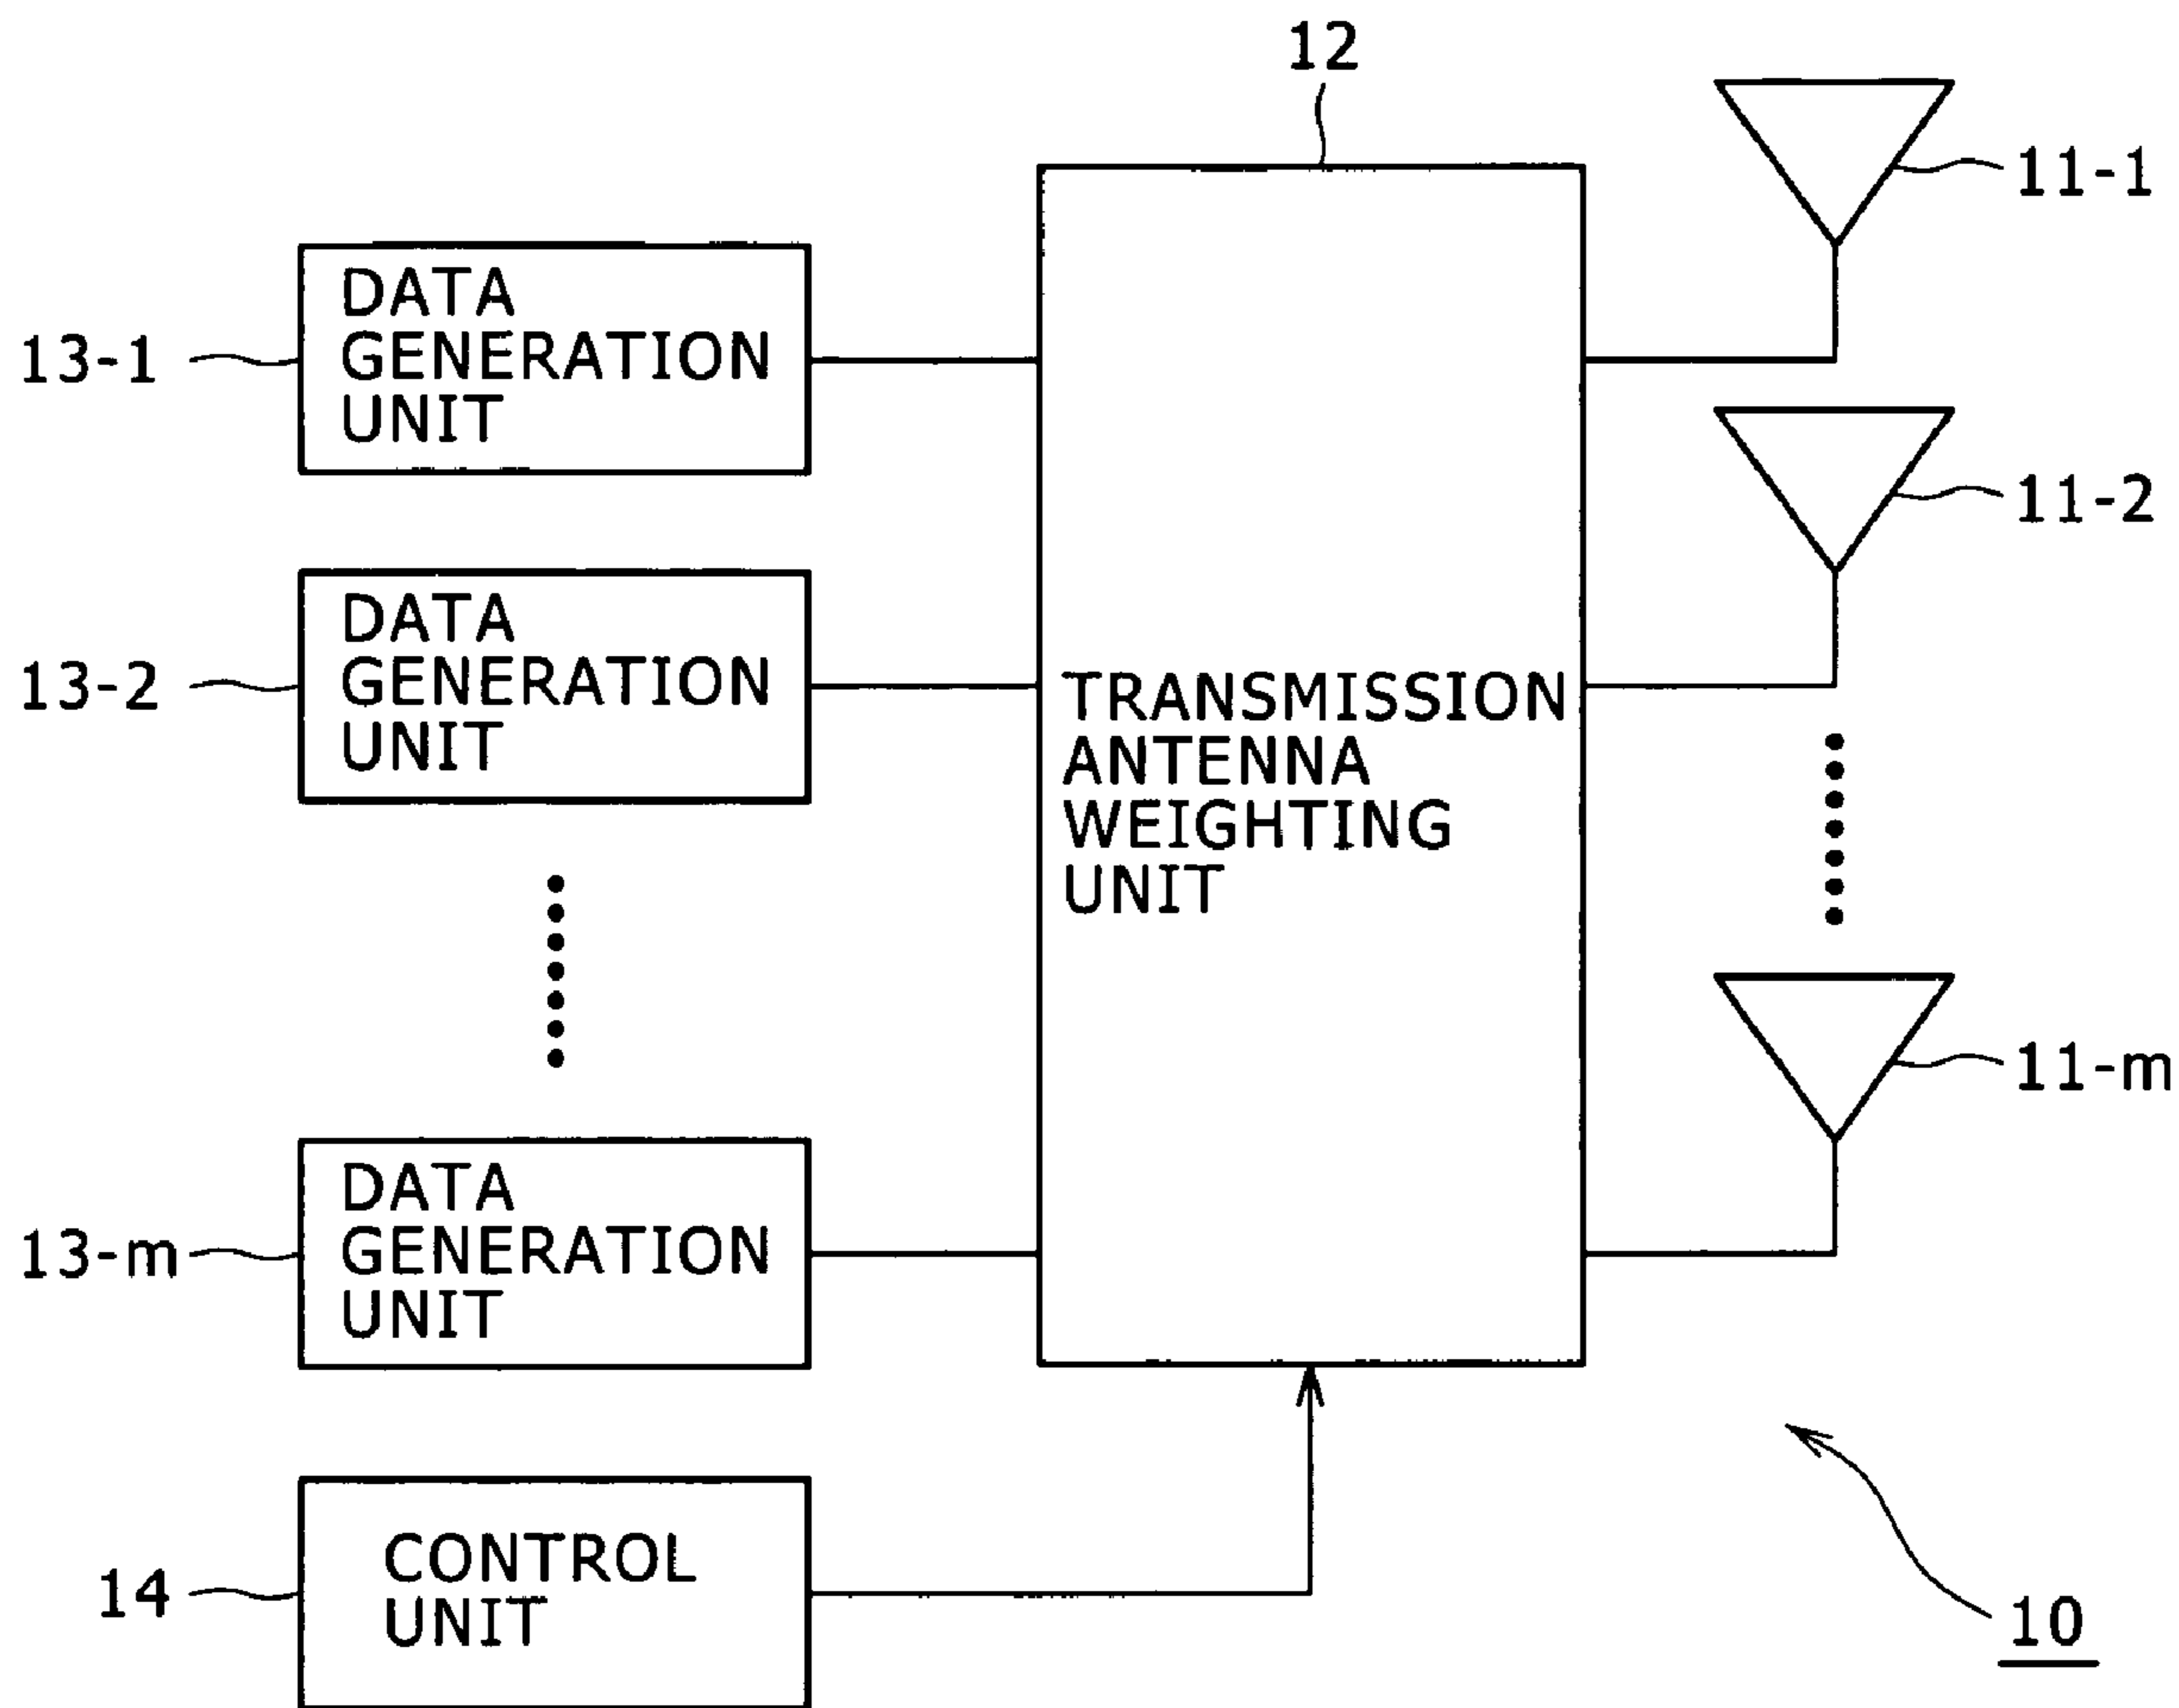 12
11-1
13-1
DATA
GENERATION
UNIT
11-2
13-2
DATA
GENERATION
UNIT
TRANSMISSION
ANTENNA
WEIGHTING
UNIT
11-m
13-m
DATA
GENERATION
UNIT
14
CONTROL
UNIT
10